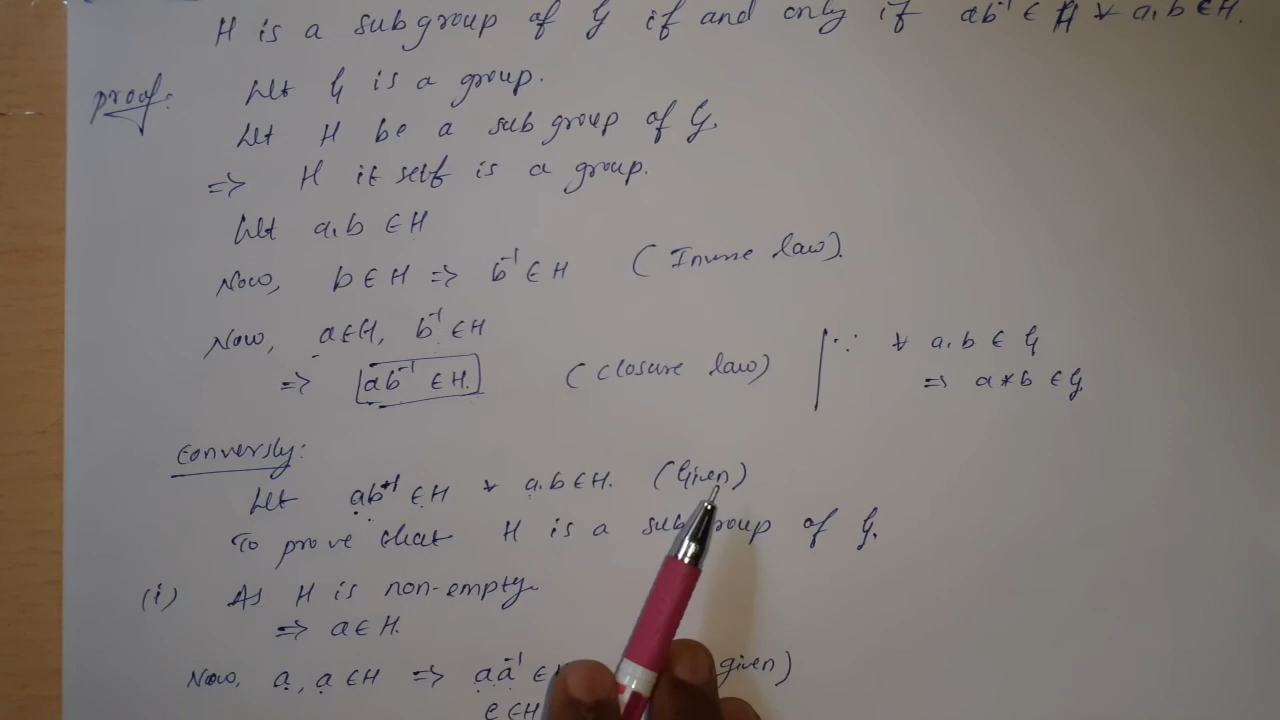 H is a subgroup of G if and only if ab⁻¹ ∈ H ∀ a,b ∈ H.
Proof: Let G is a group.
Let H be a sub group of G.
=> H it self is a group.
Let a,b ∈ H
Now, b ∈ H => b⁻¹ ∈ H (Inverse law).
Now, a ∈ H, b⁻¹ ∈ H
=> ab⁻¹ ∈ H. (closure law) ∵ ∀ a,b ∈ G
=> a*b ∈ G
Conversly:
Let ab⁻¹ ∈ H ∀ a,b ∈ H. (Given)
To prove that H is a subgroup of G.
(i) As H is non-empty.
=> a ∈ H.
Now, a, a ∈ H => aa⁻¹ ∈ given)
e ∈ H